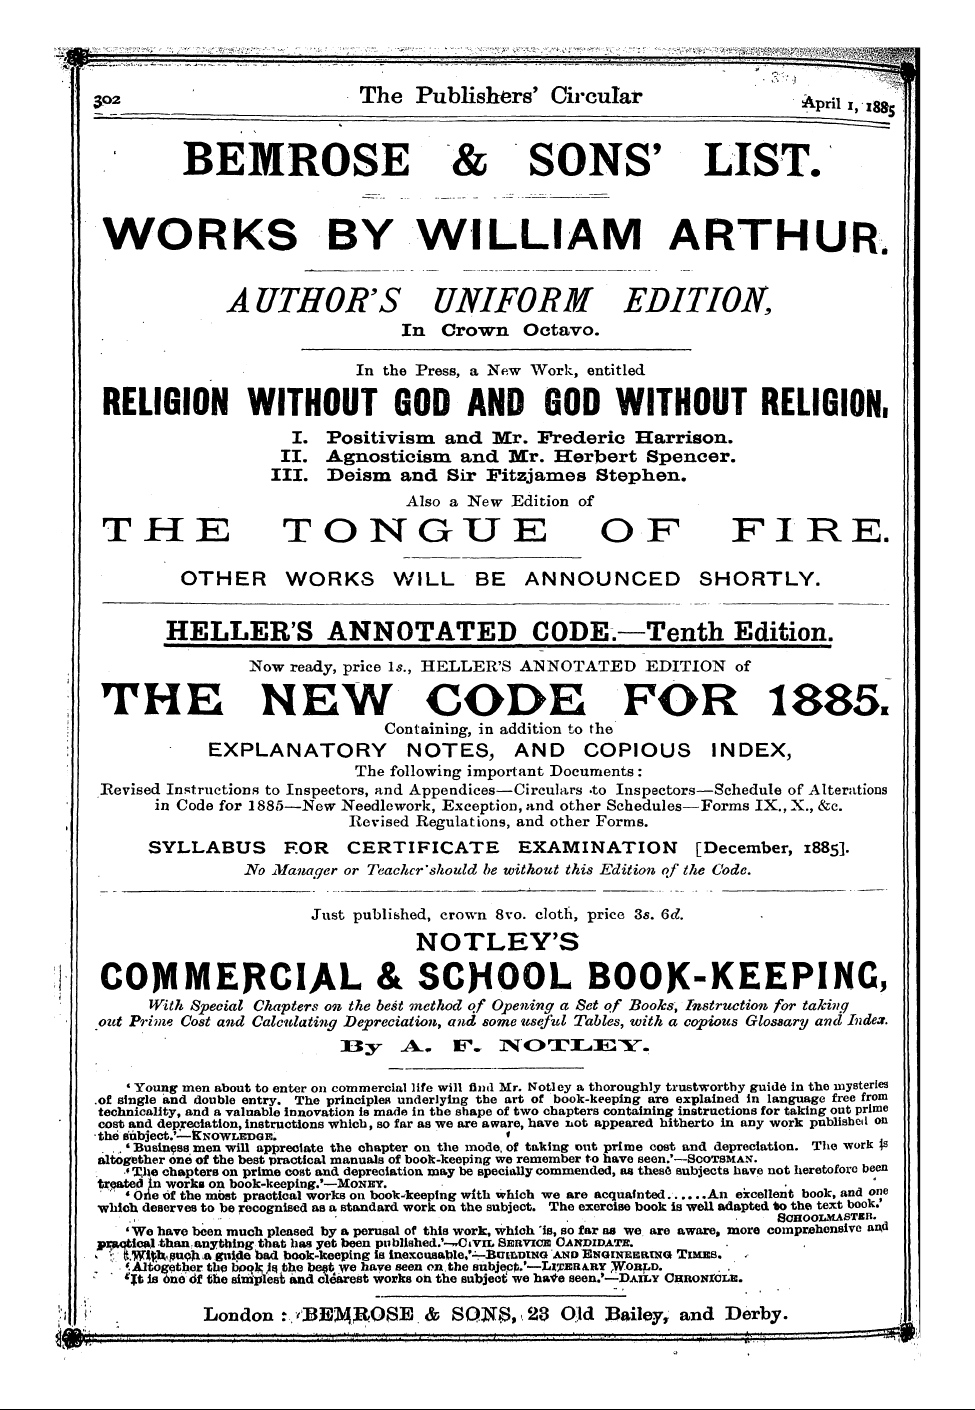 302 The Publishers' Circular April 1, 1885
BEMROSE & SONS' LIST.
WORKS BY WILLIAM ARTHUR.
AUTHOR'S UNIFORM EDITION,
In Crown Octavo.
In the Press, a New Work, entitled
RELIGION WITHOUT GOD AND GOD WITHOUT RELIGION,
I. Positivism and Mr. Frederic Harrison.
II. Agnosticism and Mr. Herbert Spencer.
III. Deism and Sir Fitzjames Stephen.
Also a New Edition of
THE TONGUE OF FIRE.
OTHER WORKS WILL BE ANNOUNCED SHORTLY.
HELLER'S ANNOTATED CODE.—Tenth Edition.
Now ready, price 1s., HELLER'S ANNOTATED EDITION of
THE NEW CODE FOR 1885.
Containing, in addition to the
EXPLANATORY NOTES, AND COPIOUS INDEX,
The following important Documents:
Revised Instructions to Inspectors, and Appendices—Circulars to Inspectors—Schedule of Alterations
in Code for 1885—New Needlework, Exception, and other Schedules—Forms IX., X., &c.
Revised Regulations, and other Forms.
SYLLABUS FOR CERTIFICATE EXAMINATION [December, 1885].
No Manager or Teacher should be without this Edition of the Code.
Just published, crown 8vo. cloth, price 3s. 6d.
NOTLEY'S
COMMERCIAL & SCHOOL BOOK-KEEPING,
With Special Chapters on the best method of Opening a Set of Books, Instruction for taking
out Prime Cost and Calculating Depreciation, and some useful Tables, with a copious Glossary and Index.
By A. F. NOTLEY.
'Young men about to enter on commercial life will find Mr. Notley a thoroughly trustworthy guide in the mysteries
of single and double entry. The principles underlying the art of book-keeping are explained in language free from
technicality, and a valuable innovation is made in the shape of two chapters containing instructions for taking out prime
cost and depreciation, instructions which, so far as we are aware, have not appeared hitherto in any work published on
the subject.'—KNOWLEDGE.
'Business men will appreciate the chapter on the mode of taking out prime cost and depreciation. The work is
altogether one of the best practical manuals of book-keeping we remember to have seen.'—SCOTSMAN.
'The chapters on prime cost and depreciation may be specially commended, as these subjects have not heretofore been
treated in works on book-keeping.'—MONEY.
'One of the most practical works on book-keeping with which we are acquainted......An excellent book, and one
which deserves to be recognised as a standard work on the subject. The exercise book is well adapted to the text book.'
SCHOOLMASTER.
'We have been much pleased by a perusal of this work, which is, so far as we are aware, more comprehensive and
practical than anything that has yet been published.'—CIVIL SERVICE CANDIDATE.
'With such a guide bad book-keeping is inexcusable.'—BUILDING AND ENGINEERING TIMES.
'Altogether the book is the best we have seen on the subject.'—LITERARY WORLD.
'It is one of the simplest and clearest works on the subject we have seen.'—DAILY CHRONICLE.
London: BEMROSE & SONS, 23 Old Bailey, and Derby.